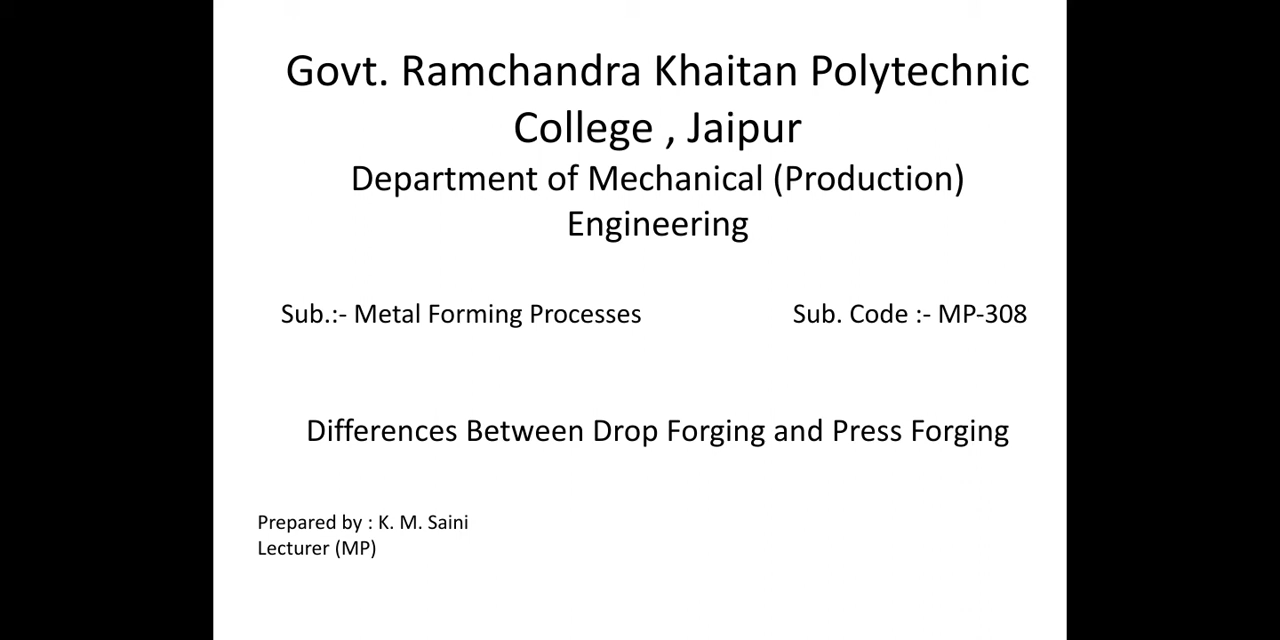 Govt. Ramchandra Khaitan Polytechnic
College , Jaipur
Department of Mechanical (Production)
Engineering
Sub.:- Metal Forming Processes Sub. Code :- MP-308
Differences Between Drop Forging and Press Forging
Prepared by : K. M. Saini
Lecturer (MP)